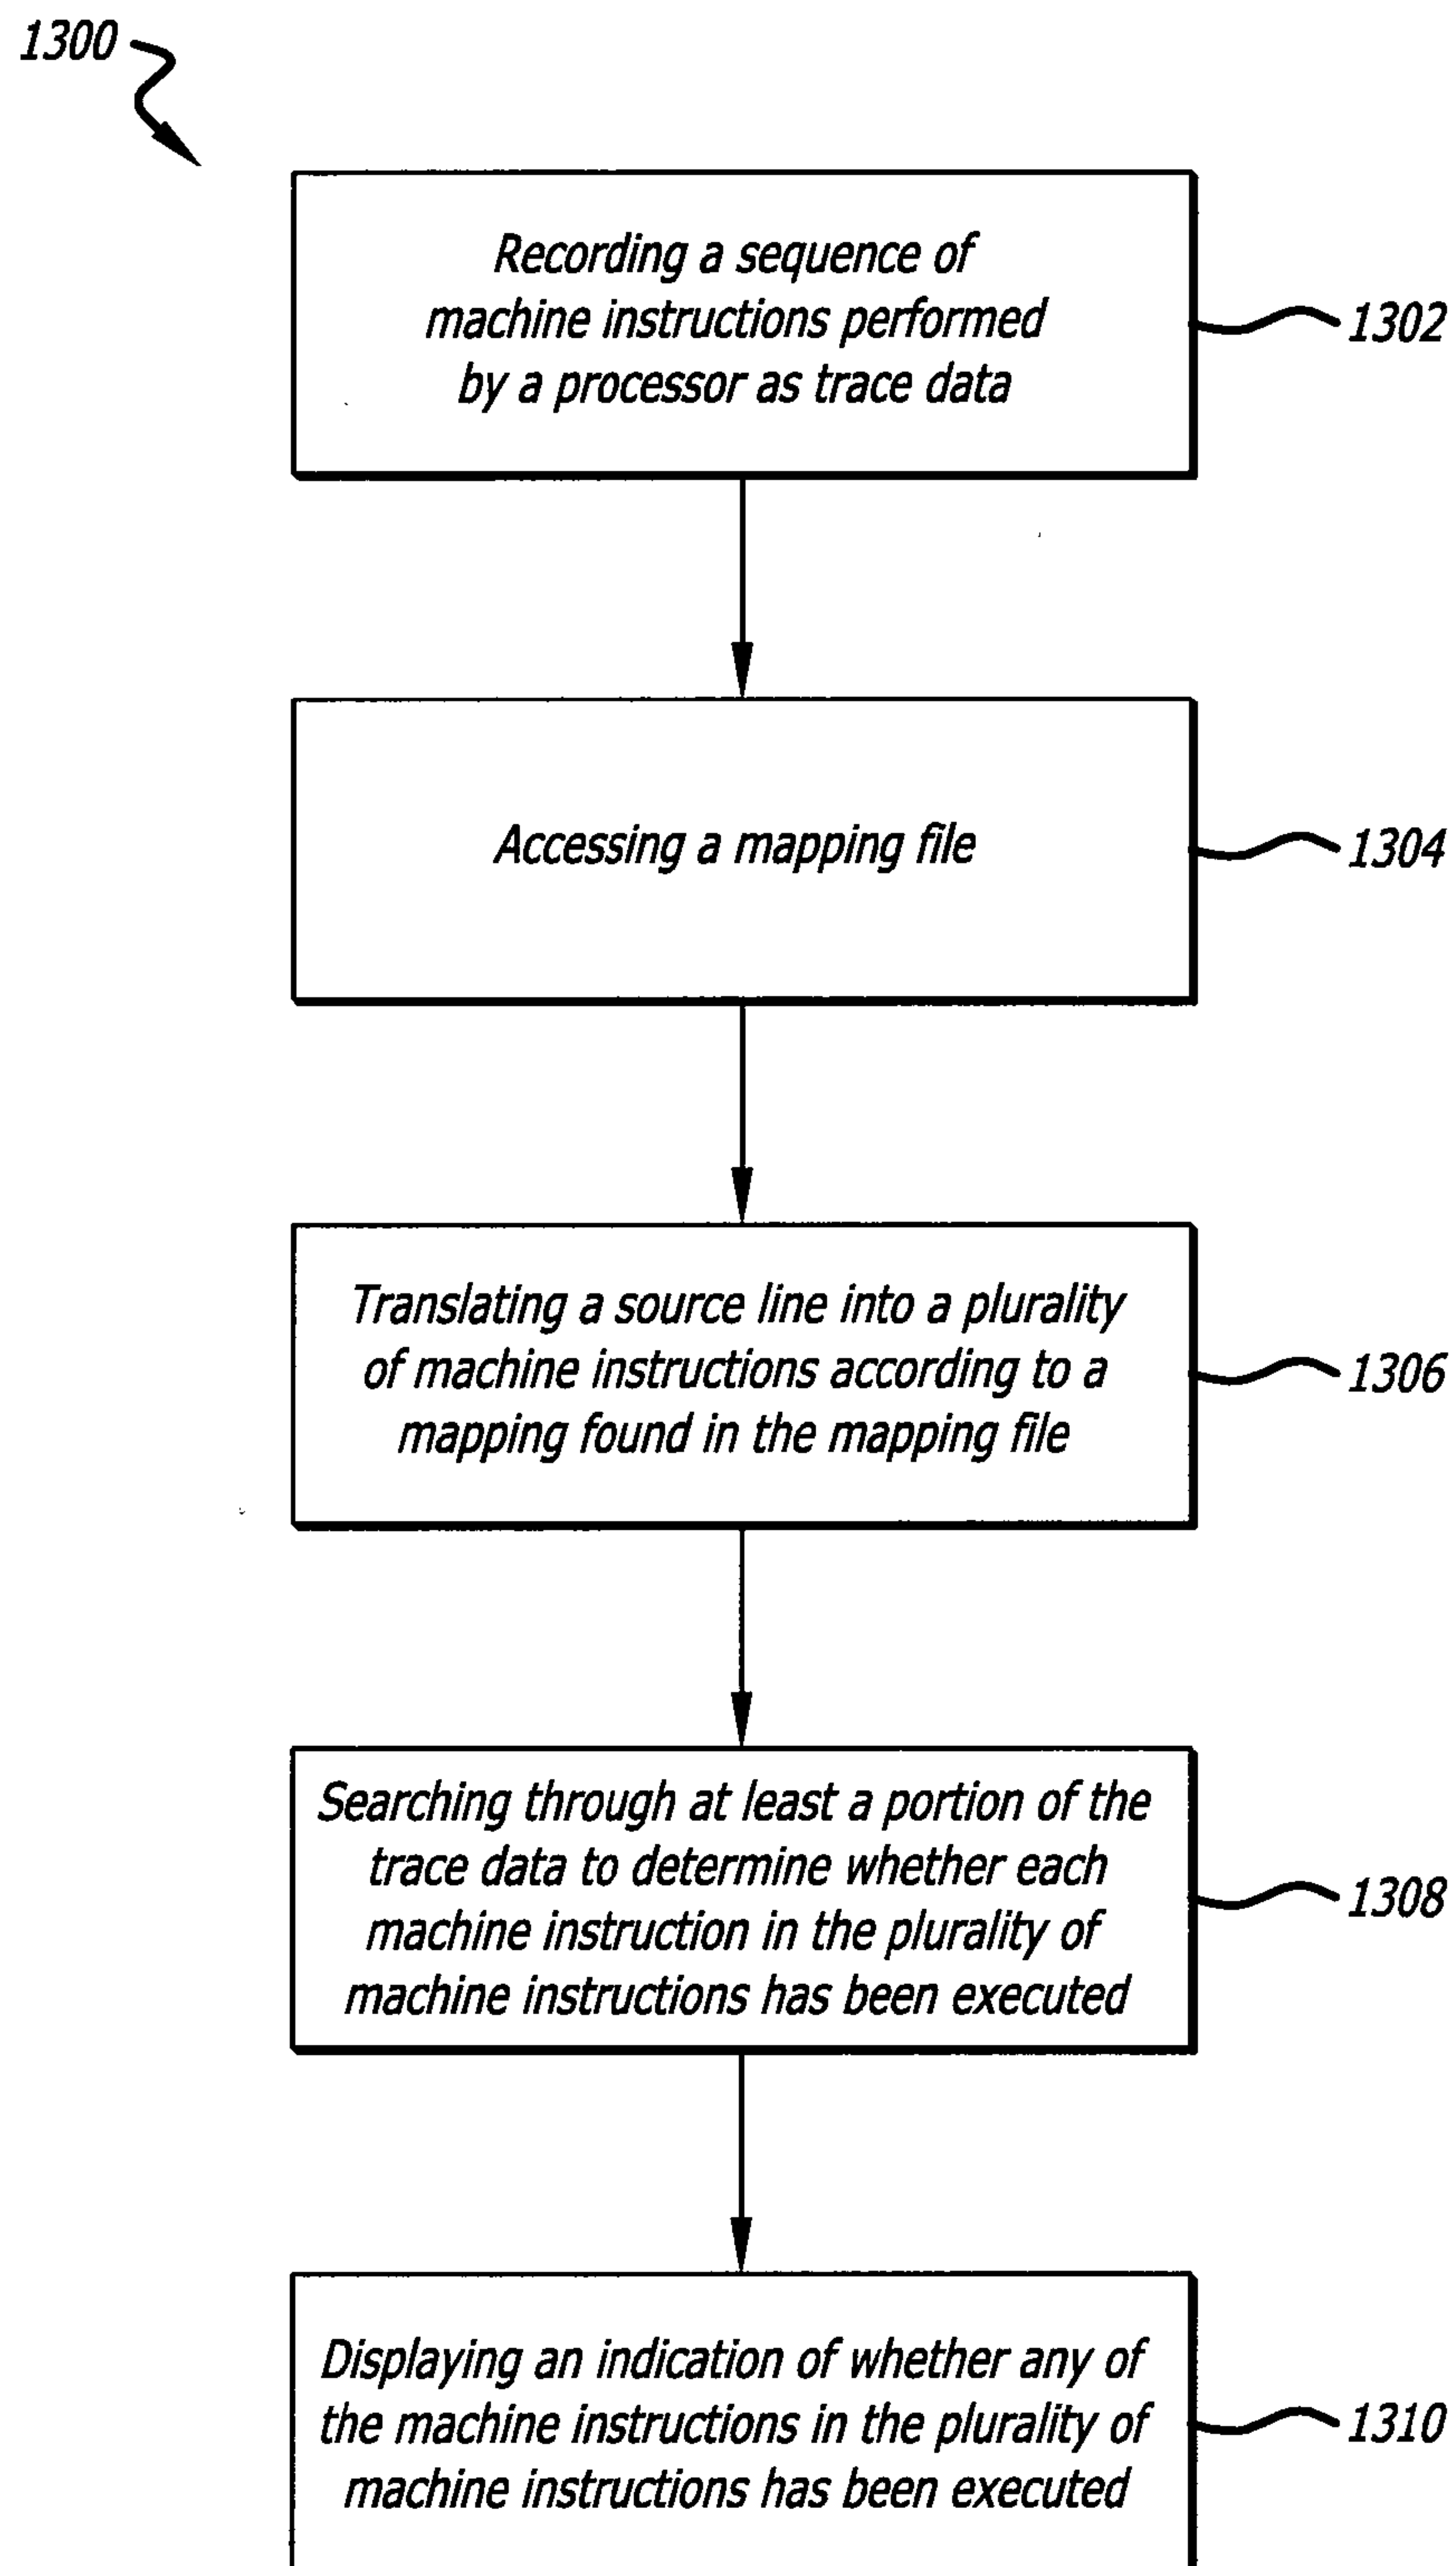 1300
Recording a sequence of
machine instructions performed
by a processor as trace data
1302
Accessing a mapping file
1304
Translating a source line into a plurality
of machine instructions according to a
mapping found in the mapping file
1306
Searching through at least a portion of the
trace data to determine whether each
machine instruction in the plurality of
machine instructions has been executed
1308
Displaying an indication of whether any of
the machine instructions in the plurality of
machine instructions has been executed
1310